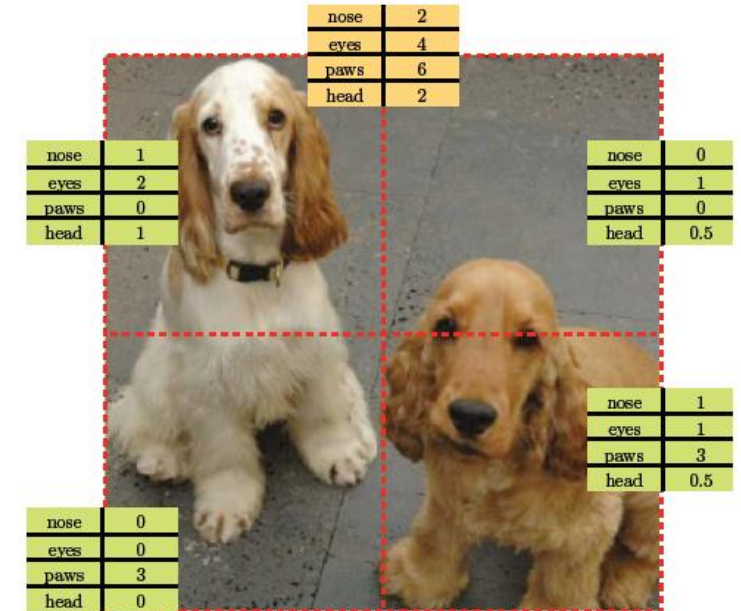 nose 2
eyes 4
paws 6
head 2
nose 1
eyes 2
paws 0
head 1
nose 0
eyes 1
paws 0
head 0.5
nose 1
eyes 1
paws 3
head 0.5
nose 0
eyes 0
paws 3
head 0